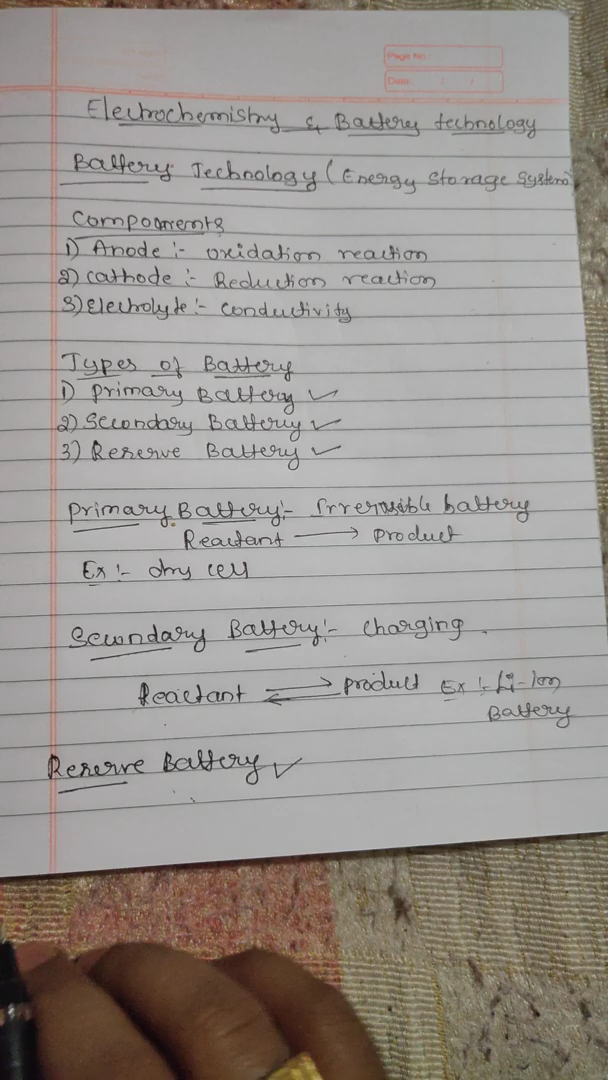 Page No.:
Date: / /
Electrochemistry & Battery technology
Battery Technology (Energy storage system)
Components
1) Anode :- oxidation reaction
2) cathode :- Reduction reaction
3) Electrolyte :- conductivity
Types of Battery
1) Primary Battery ✓
2) Secondary Battery ✓
3) Reserve Battery ✓
Primary Battery:- Irreversible battery
Reactant ⟶ product
Ex :- dry cell
Secondary Battery:- charging.
Reactant ⇌ product Ex :- Li-Ion
Battery
Reserve Battery ✓